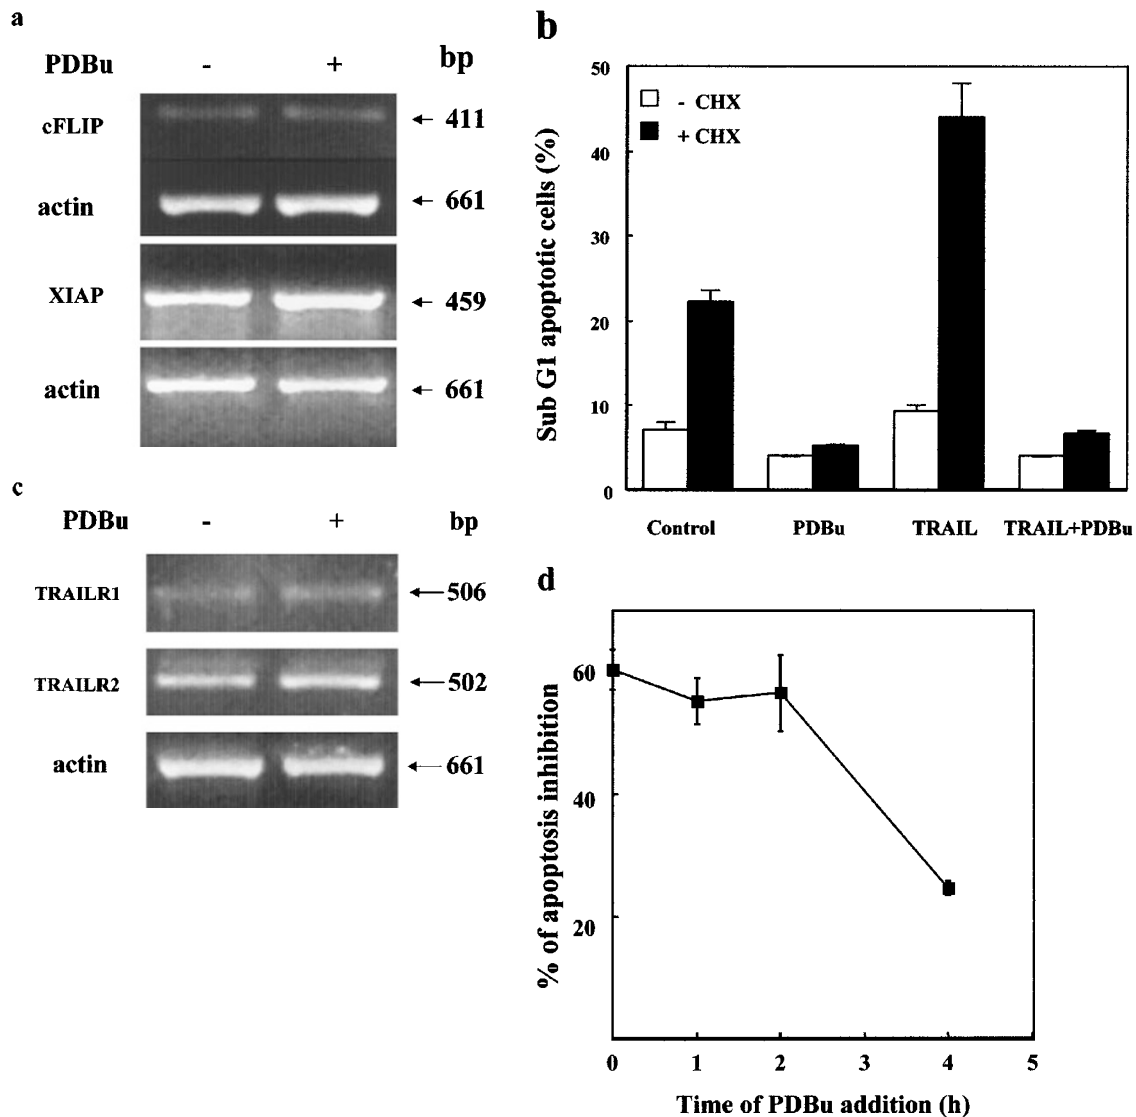 a
PDBu - + bp
cFLIP 411
actin 661
XIAP 459
actin 661
b
Sub G1 apoptotic cells (%)
50
40
30
20
10
0
- CHX
+ CHX
Control PDBu TRAIL TRAIL+PDBu
c
PDBu - + bp
TRAILR1 506
TRAILR2 502
actin 661
d
% of apoptosis inhibition
60
40
20
0 1 2 3 4 5
Time of PDBu addition (h)